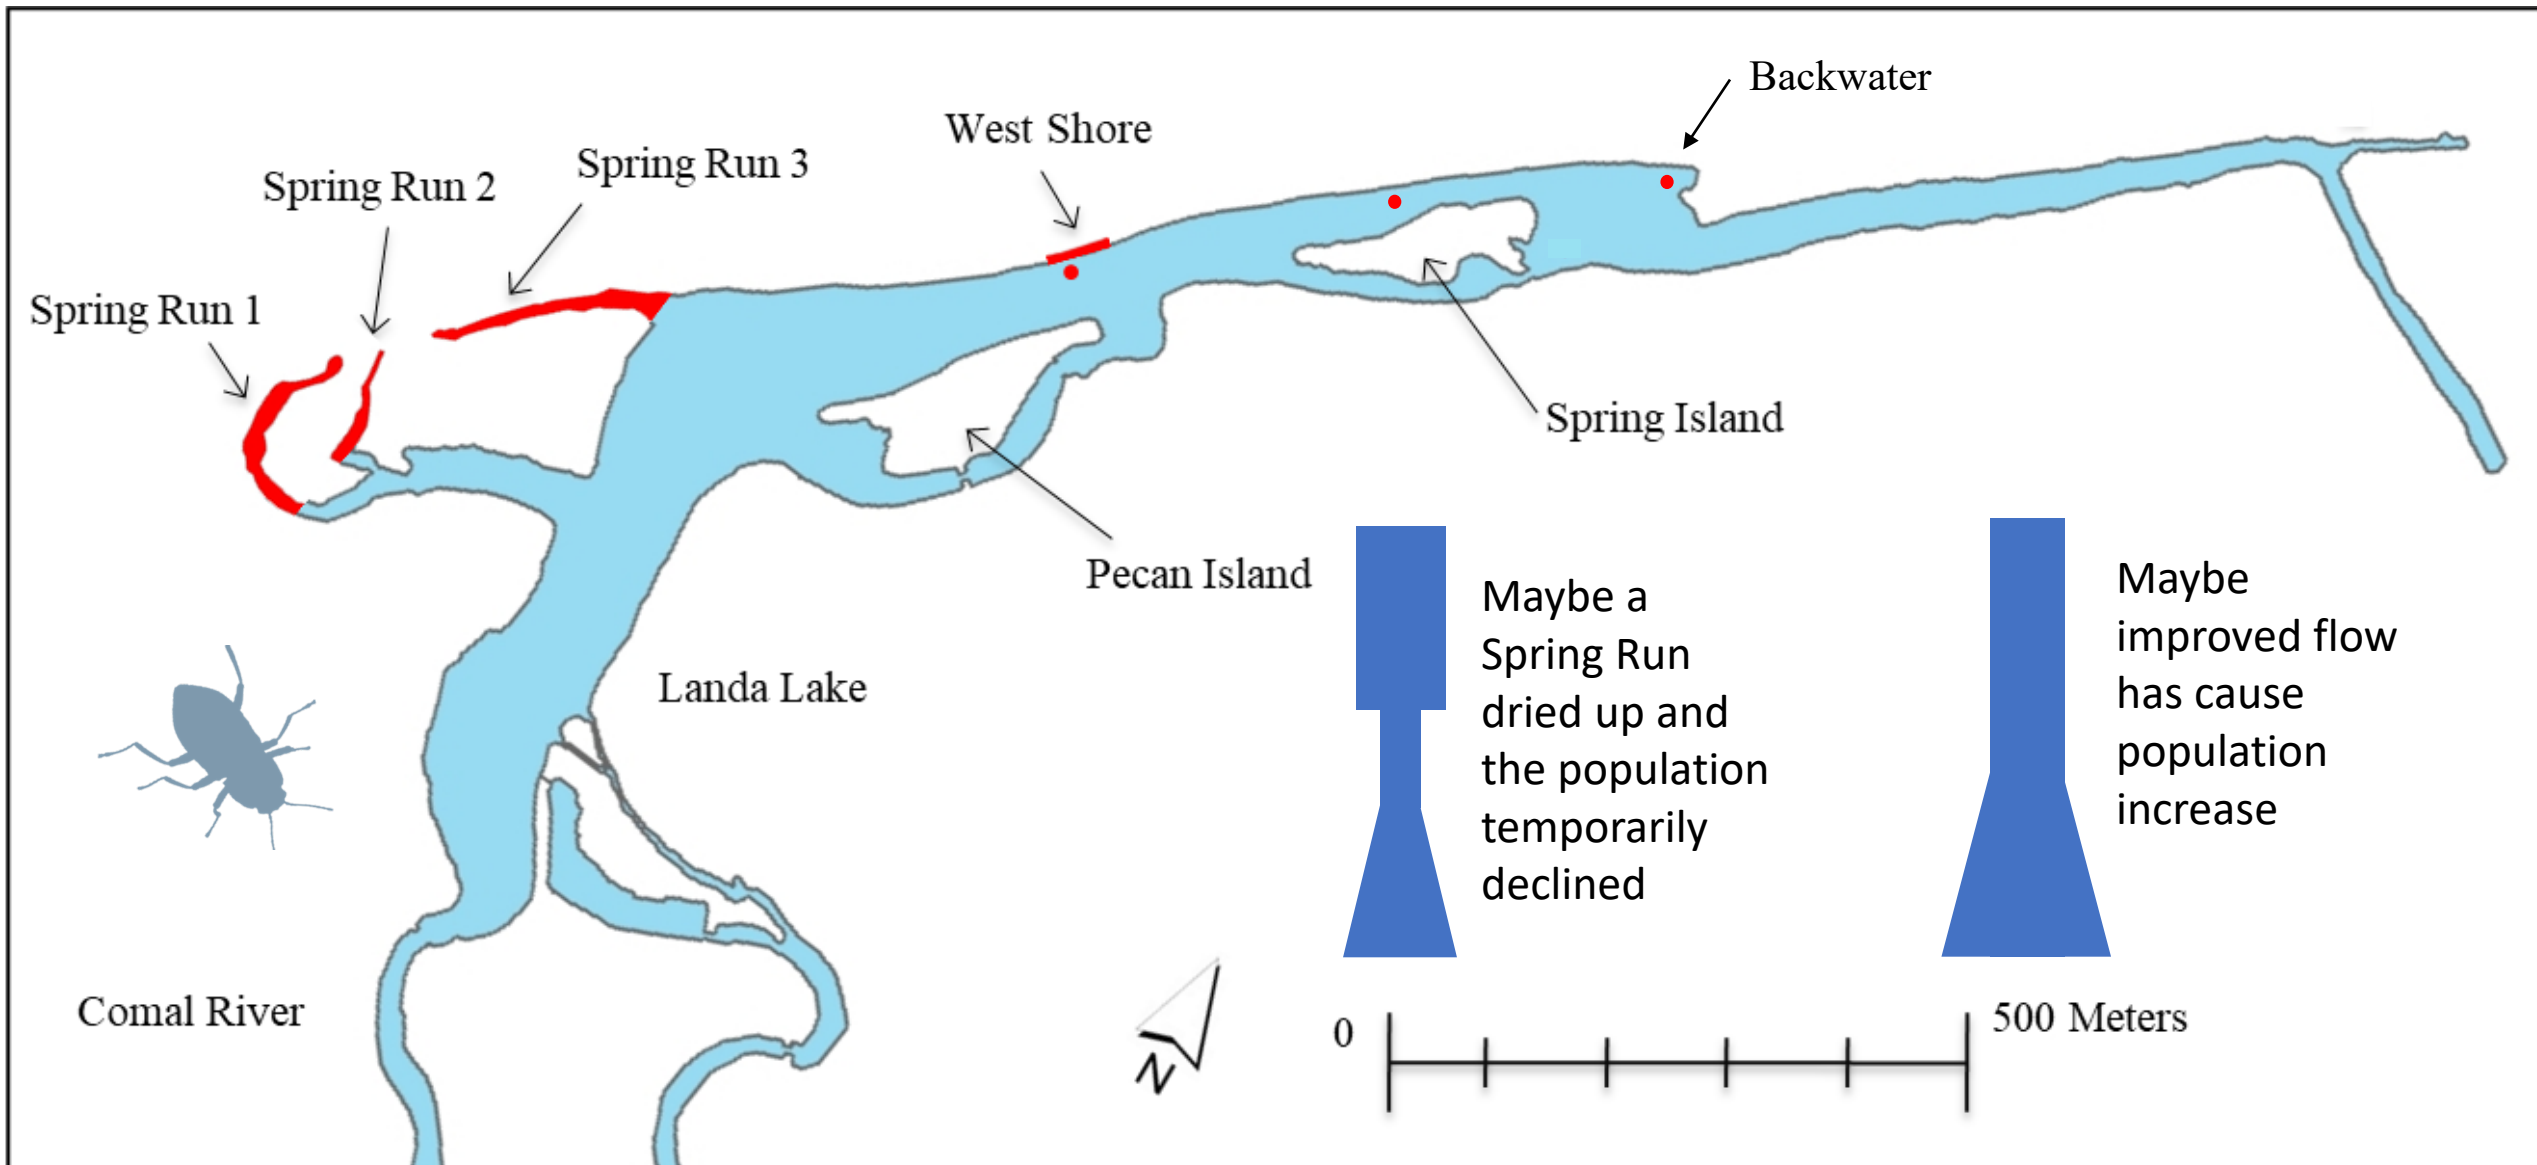 Backwater
West Shore
Spring Run 3
Spring Run 2
Spring Run 1
Spring Island
Pecan Island
Landa Lake
Comal River
Maybe a
Spring Run
dried up and
the population
temporarily
declined
Maybe
improved flow
has cause
population
increase
N
0
500 Meters